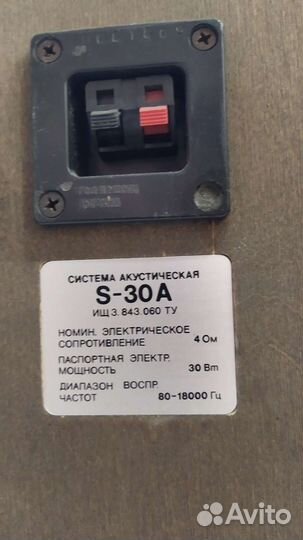 СИСТЕМА АКУСТИЧЕСКАЯ
S-30A
ИЩ 3.843.060 ТУ
НОМИН. ЭЛЕКТРИЧЕСКОЕ
СОПРОТИВЛЕНИЕ 4 Ом
ПАСПОРТНАЯ ЭЛЕКТР.
МОЩНОСТЬ 30 Вт
ДИАПАЗОН ВОСПР.
ЧАСТОТ 80-18000 Гц
Avito